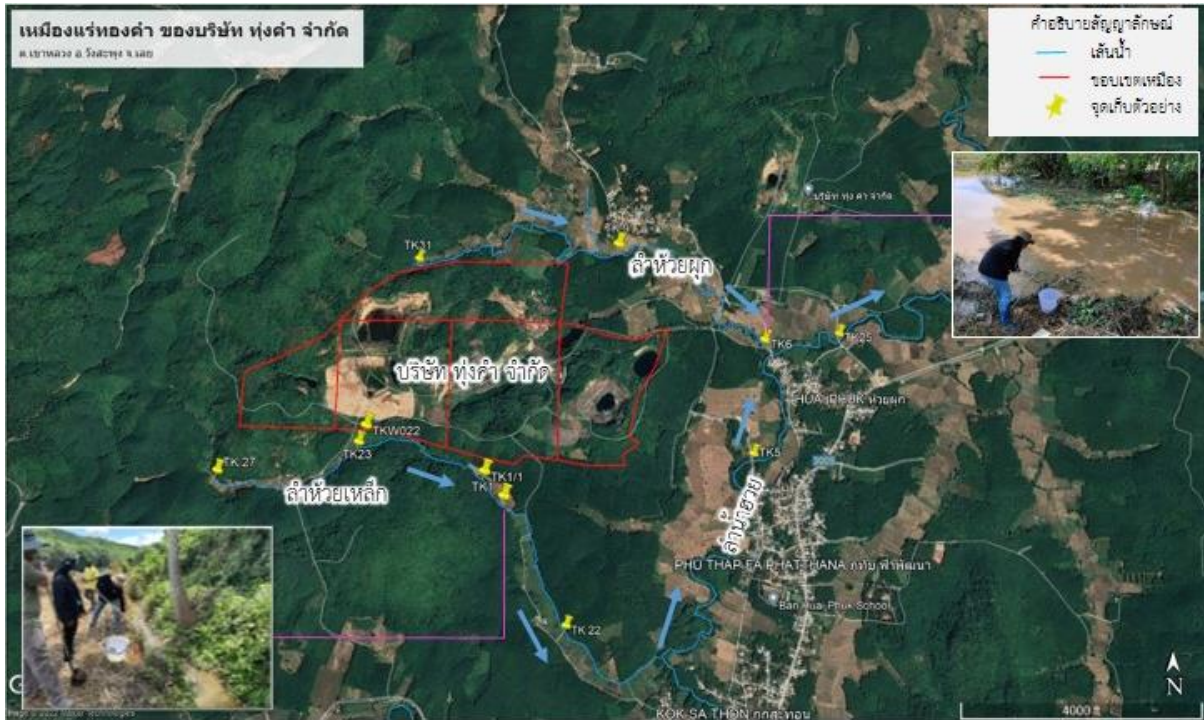 เหมืองแร่ทองคำ ของบริษัท ทุ่งคำ จำกัด
ต.เขาหลวง อ.วังสะพุง จ.เลย
คำอธิบายสัญญาลักษณ์
เส้นน้ำ
ขอบเขตเหมือง
จุดเก็บตัวอย่าง
บริษัท ทุ่ง คำ จำกัด
TK31
ลำห้วยผุก
TK6
TK25
บริษัท ทุ่งคำ จำกัด
HUAI PHUK ห้วยผุก
TKW022
TK23
TK 27
TK5
TK1/1
TK1
ลำห้วยเหล็ก
ลำน้ำฮวย
PHU THAP FA PHATTHANA ภูทับฟ้าพัฒนา
Ban Huai Phuk School
TK 22
N
KOK SA THON กกสะทอน
4000 ft